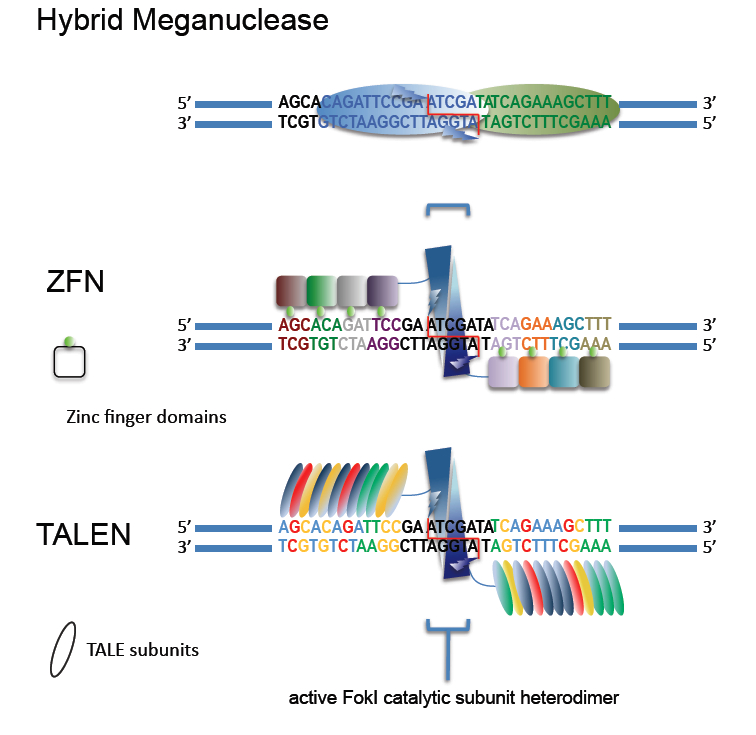 Hybrid Meganuclease
5’ AGCACAGATTCCGAATCGATATCAGAAAGCTTT 3’
3’ TCGTGTCTAAGGCTTAGGTATAGTCTTTCGAAA 5’
ZFN
5’ AGCACAGATTCCGAATCGATATCAGAAAGCTTT 3’
3’ TCGTGTCTAAGGCTTAGGTATAGTCTTTCGAAA 5’
Zinc finger domains
TALEN
5’ AGCACAGATTCCGAATCGATATCAGAAAGCTTT 3’
3’ TCGTGTCTAAGGCTTAGGTATAGTCTTTCGAAA 5’
TALE subunits
active FokI catalytic subunit heterodimer